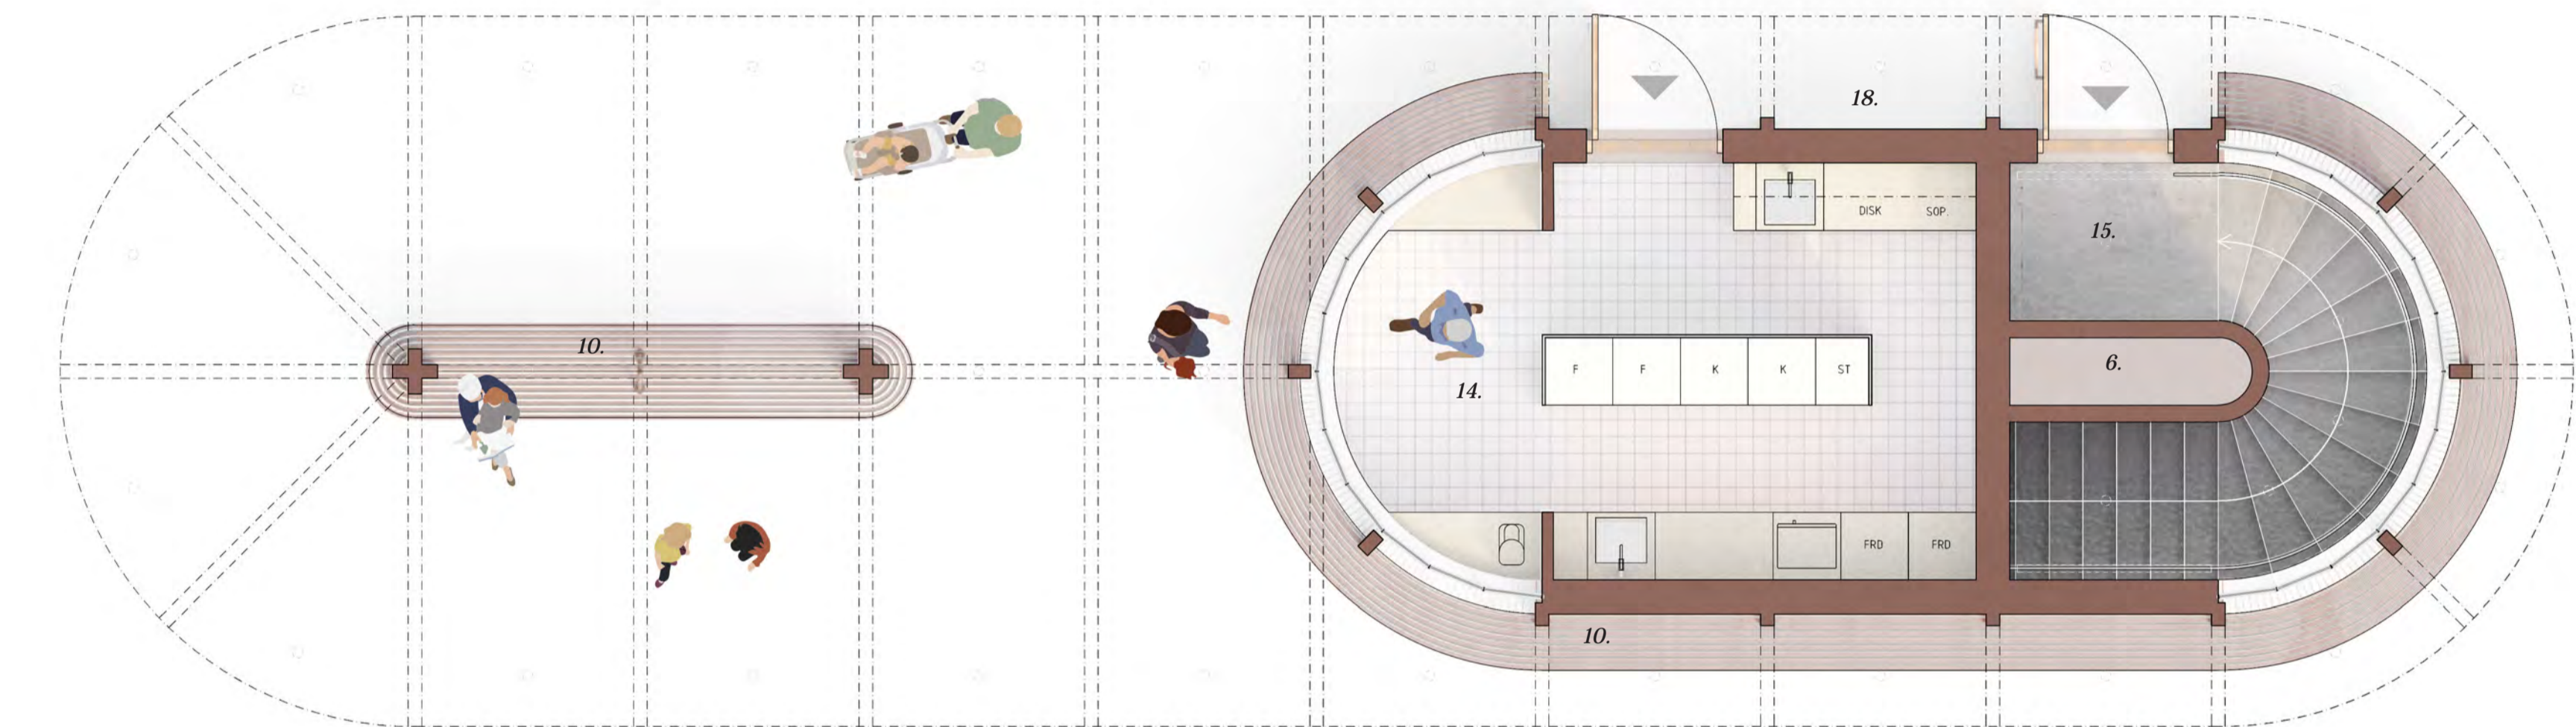 18.
DISK SOP.
15.
10.
6.
F F K K ST
14.
FRD FRD
10.